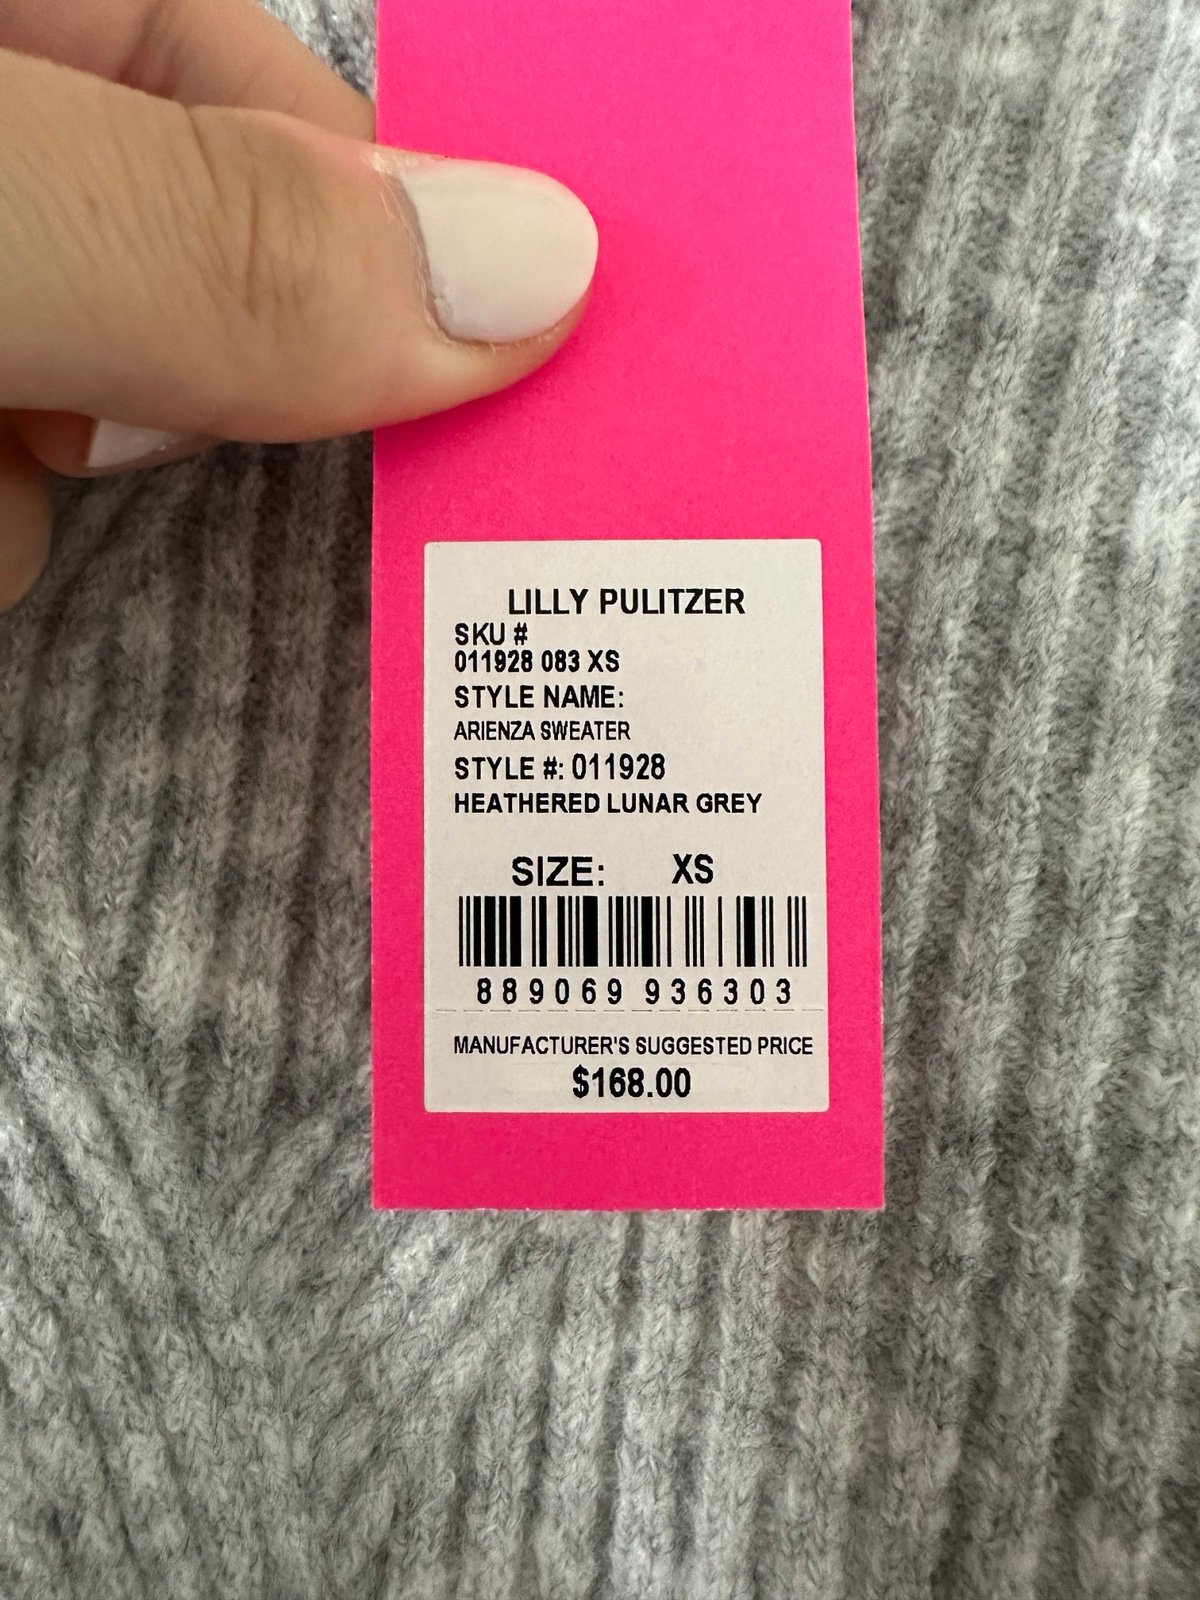 LILLY PULITZER
SKU #
011928 083 XS
STYLE NAME:
ARIENZA SWEATER
STYLE #: 011928
HEATHERED LUNAR GREY
SIZE: XS
889069 936303
MANUFACTURER'S SUGGESTED PRICE
$168.00